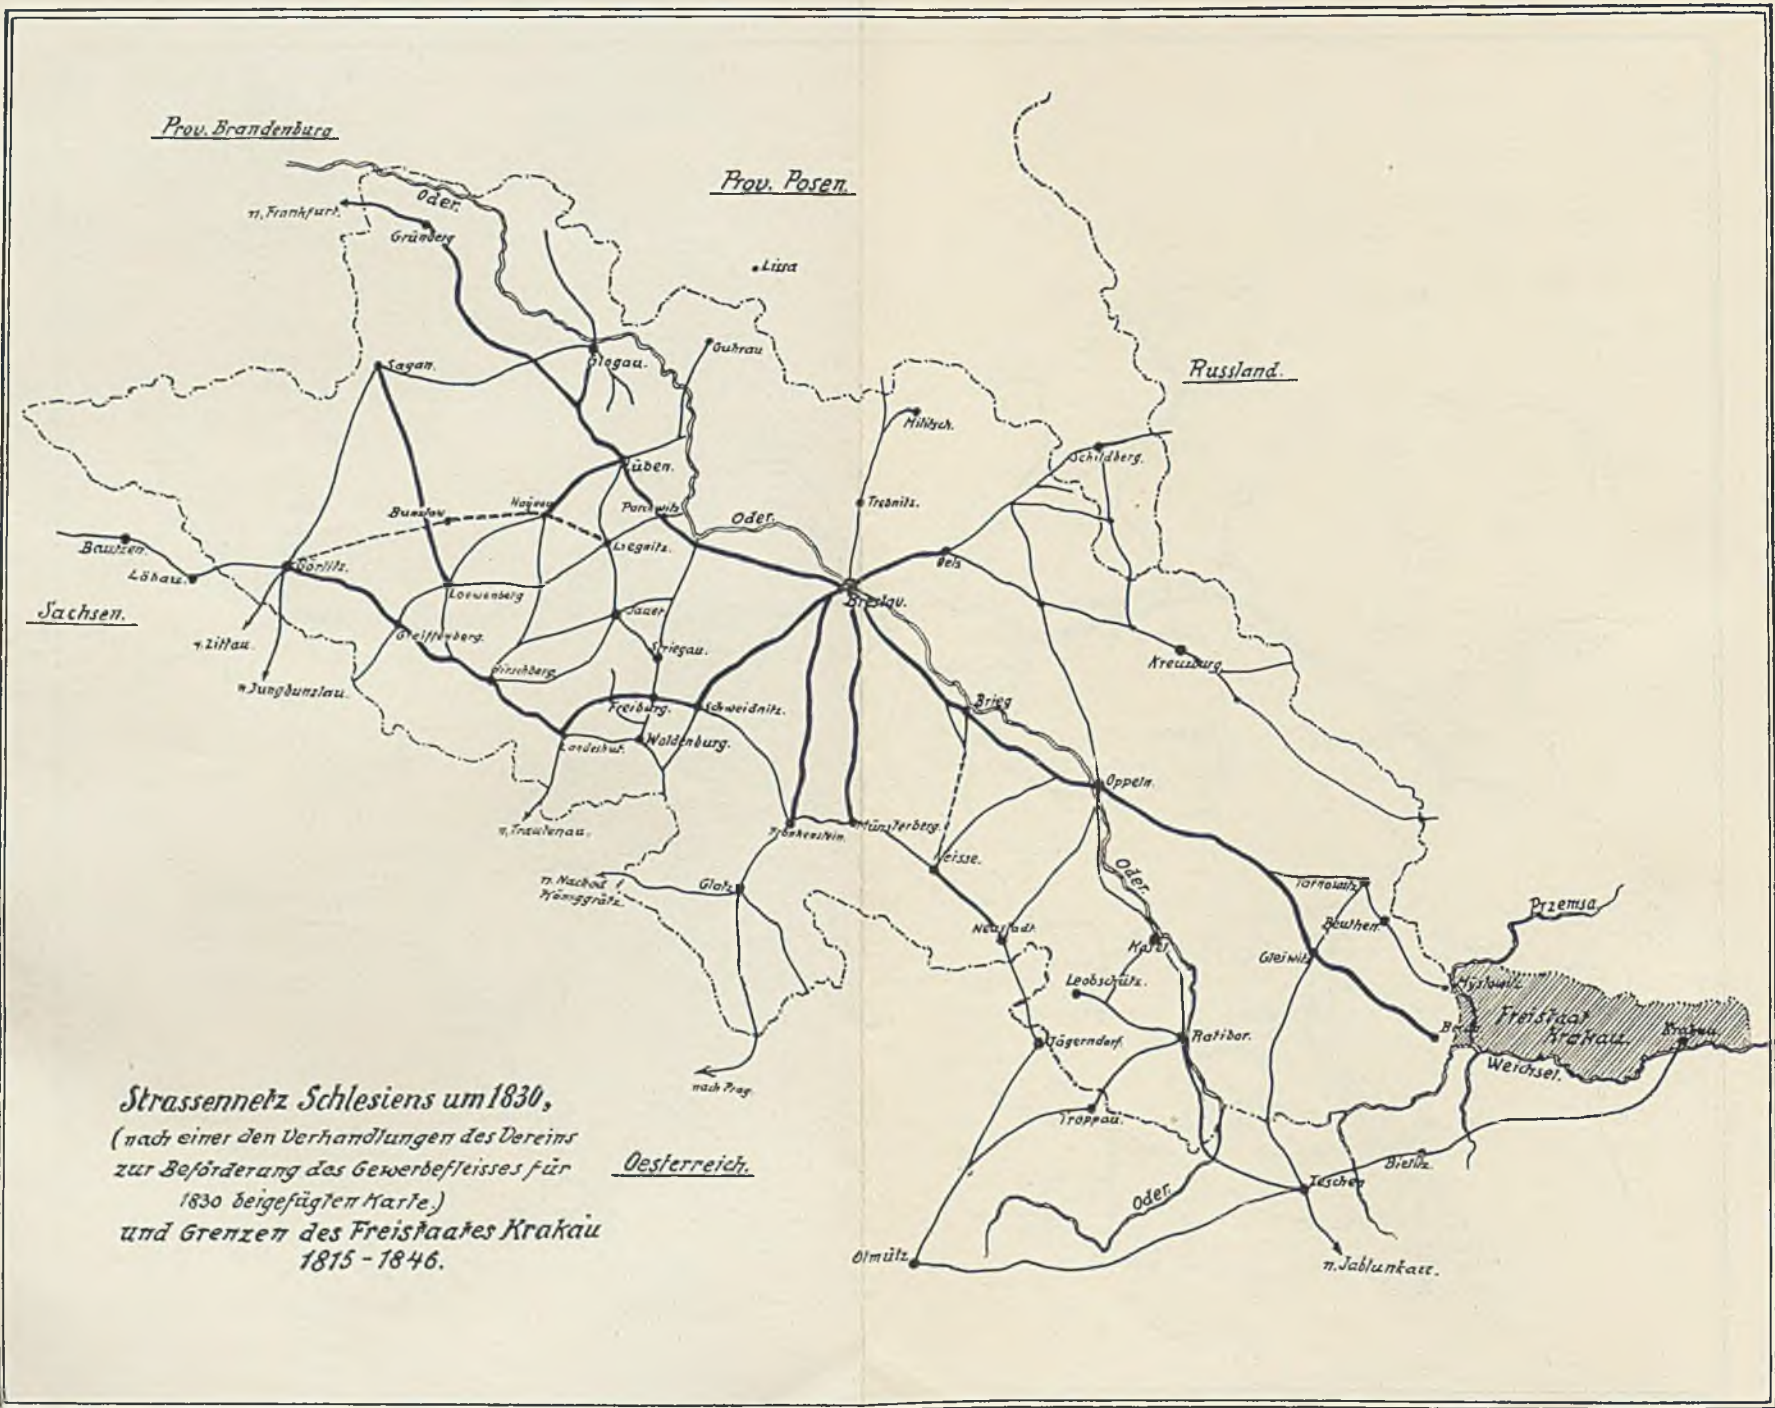 Prov. Brandenburg
Prov. Posen.
n. Frankfurt.
Oder.
Grünberg
Lissa
Sagan.
Glogau.
Guhrau
Russland.
Militsch.
Schildberg.
Lüben.
Bunzlau
Haynau
Parchwitz
Oder.
Trebnitz.
Bautzen.
Löbau.
Görlitz.
Liegnitz.
Oels
Loewenberg
Breslau.
Sachsen.
n. Zittau.
Greiffenberg.
Jauer
Striegau.
Hirschberg
Kreuzburg
n. Jungbunzlau.
Freiburg.
Schweidnitz.
Brieg
Landeshut.
Waldenburg.
Oppeln.
n. Trautenau.
Frankenstein.
Münsterberg.
Neisse.
Oder.
n. Nachod
Königgrätz.
Glatz
Tarnowitz
Beuthen.
Przemsa
Neustadt
Kosel
Gleiwitz
Leobschütz.
Myslowitz
Freistaat
Krakau.
Krakau.
Jägerndorf.
Ratibor.
Weichsel.
nach Prag
Troppau.
Strassennetz Schlesiens um 1830,
(nach einer den Verhandlungen des Vereins
zur Beförderung des Gewerbefleisses für
1830 beigefügten Karte.)
und Grenzen des Freistaates Krakau
1815-1846.
Oesterreich.
Bielitz.
Teschen
Oder.
Olmütz
n. Jablunkau.